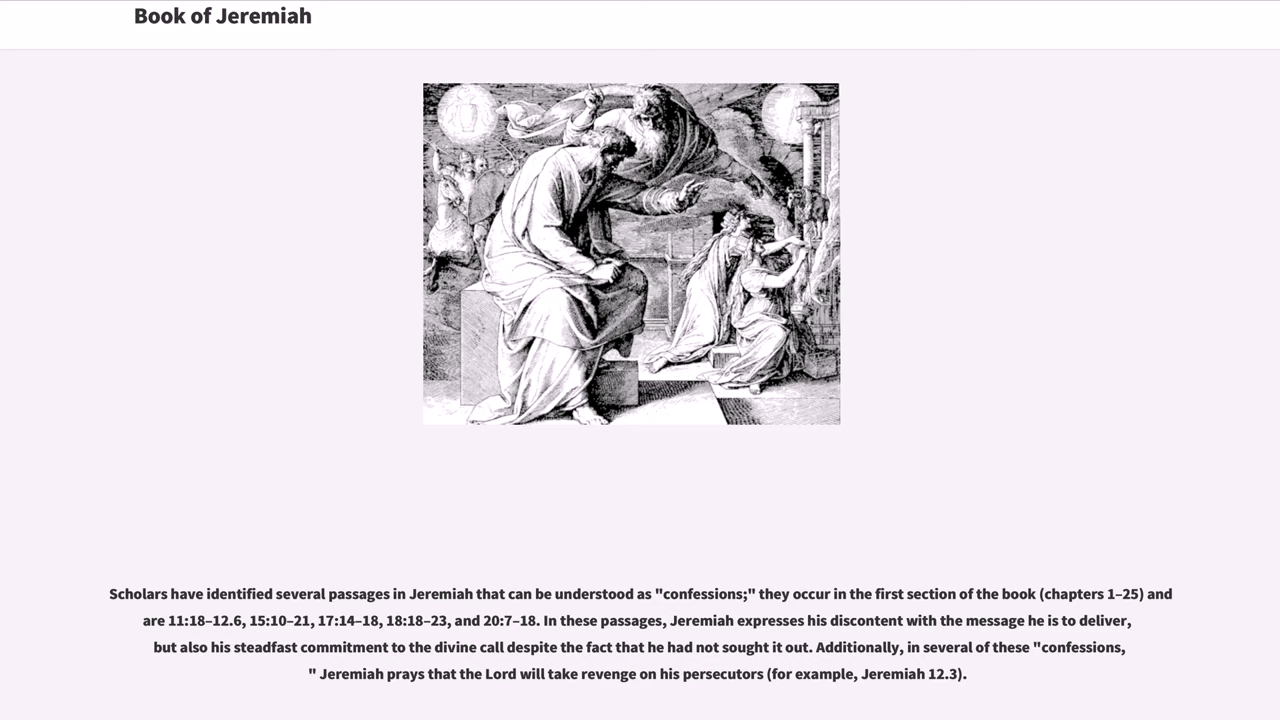 Book of Jeremiah
Scholars have identified several passages in Jeremiah that can be understood as "confessions;" they occur in the first section of the book (chapters 1–25) and
are 11:18–12.6, 15:10–21, 17:14–18, 18:18–23, and 20:7–18. In these passages, Jeremiah expresses his discontent with the message he is to deliver,
but also his steadfast commitment to the divine call despite the fact that he had not sought it out. Additionally, in several of these "confessions,
" Jeremiah prays that the Lord will take revenge on his persecutors (for example, Jeremiah 12.3).